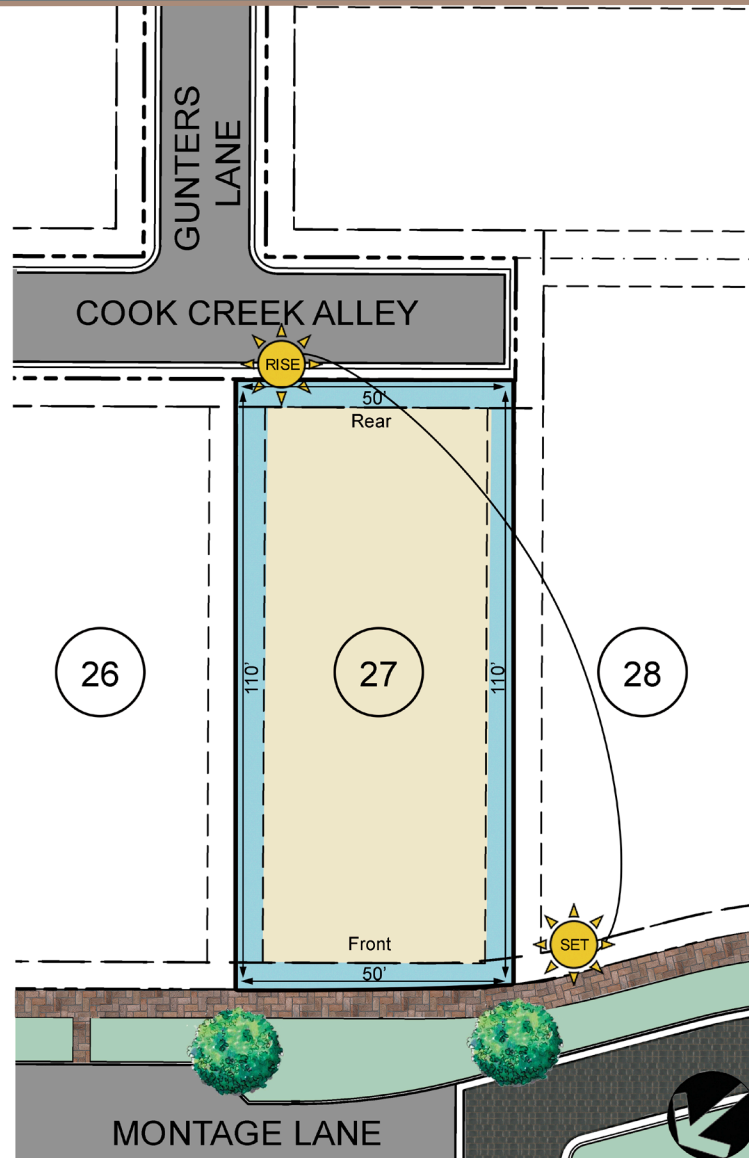 GUNTERS
LANE
COOK CREEK ALLEY
RISE
50'
Rear
110'
110'
26
27
28
Front
SET
50'
MONTAGE LANE